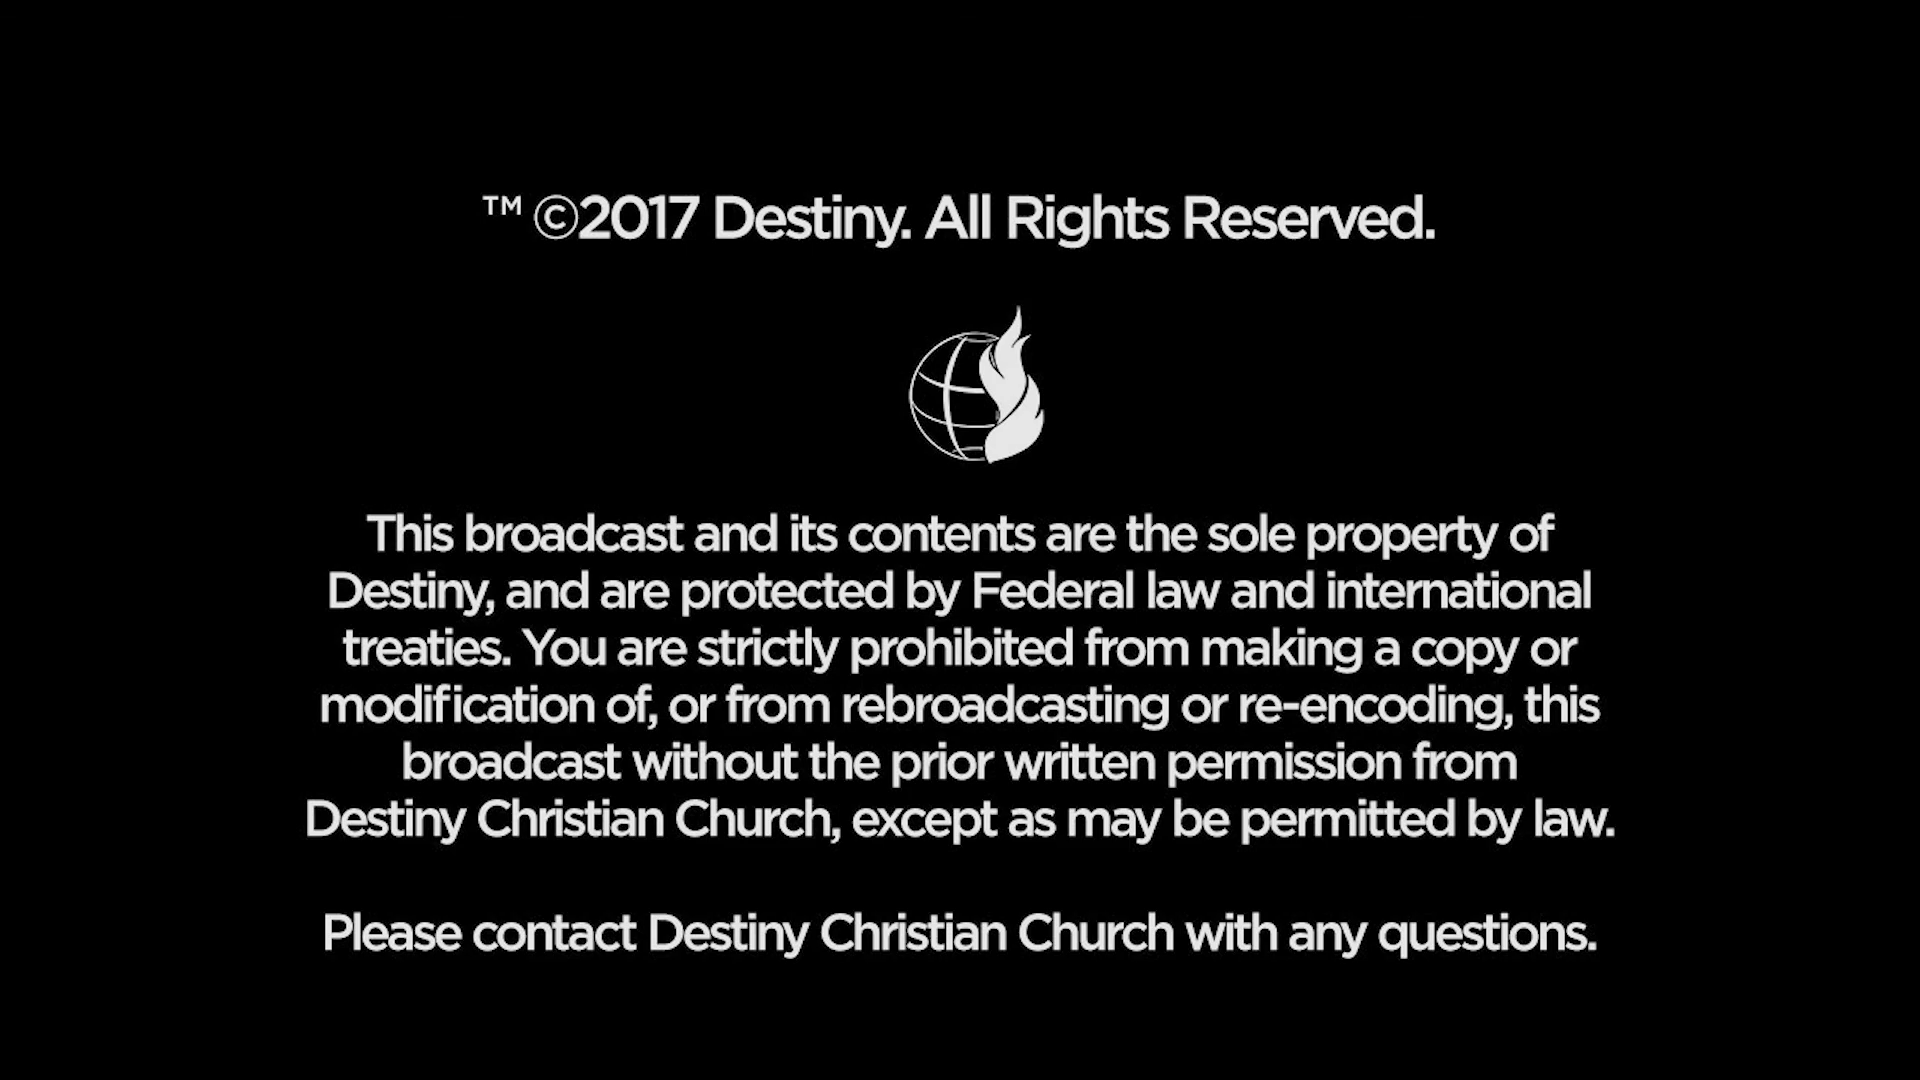 ™ ©2017 Destiny. All Rights Reserved.
This broadcast and its contents are the sole property of
Destiny, and are protected by Federal law and international
treaties. You are strictly prohibited from making a copy or
modification of, or from rebroadcasting or re-encoding, this
broadcast without the prior written permission from
Destiny Christian Church, except as may be permitted by law.
Please contact Destiny Christian Church with any questions.